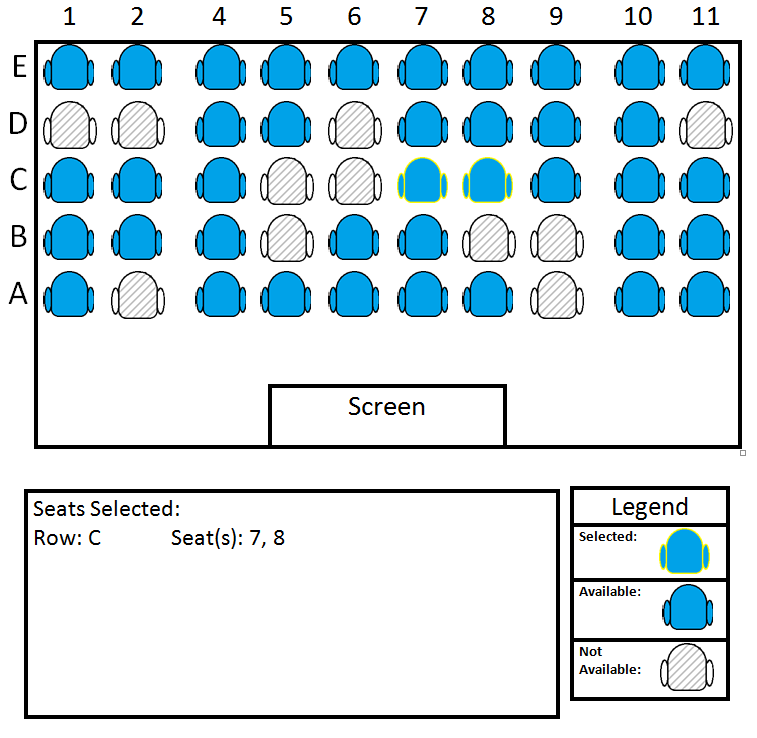 1 2 4 5 6 7 8 9 10 11
E
D
C
B
A
Screen
Seats Selected:
Row: C Seat(s): 7, 8
Legend
Selected:
Available:
Not
Available: